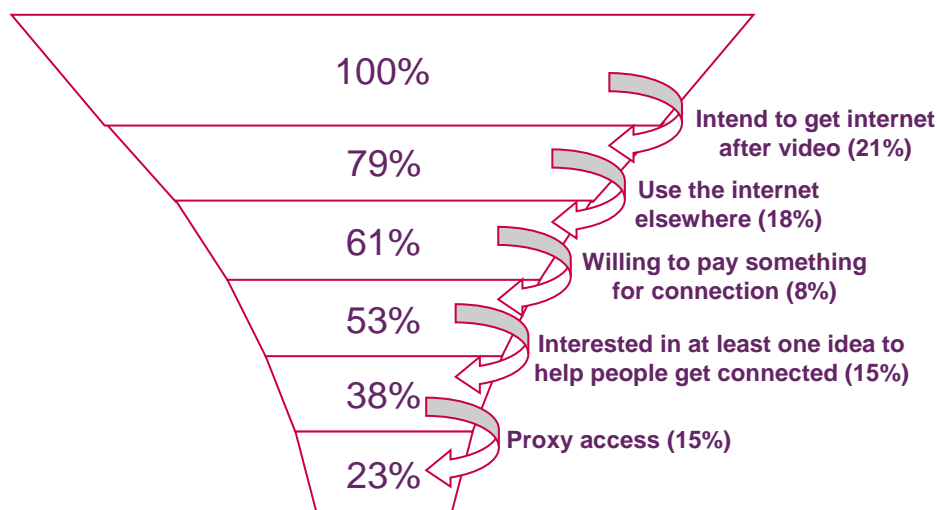 100%
Intend to get internet
after video (21%)
79%
Use the internet
elsewhere (18%)
61%
Willing to pay something
for connection (8%)
53%
Interested in at least one idea to
help people get connected (15%)
38%
Proxy access (15%)
23%